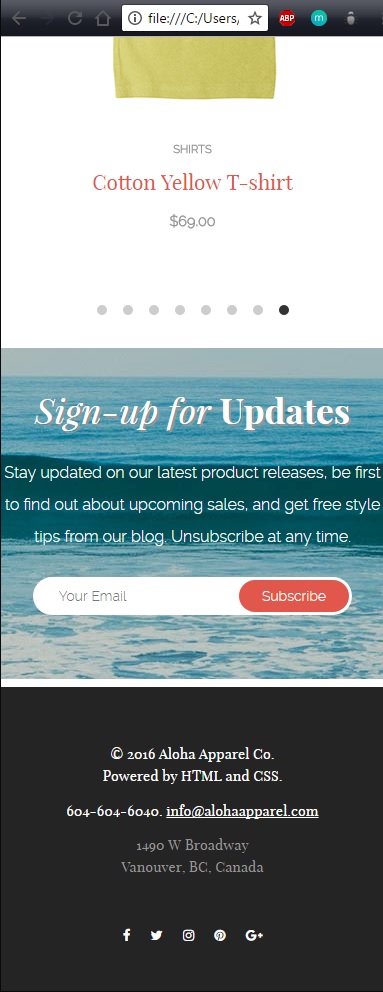 file:///C:/Users,
ABP
m
SHIRTS
Cotton Yellow T-shirt
$69.00
Sign-up for Updates
Stay updated on our latest product releases, be first
to find out about upcoming sales, and get free style
tips from our blog. Unsubscribe at any time.
Your Email
Subscribe
© 2016 Aloha Apparel Co.
Powered by HTML and CSS.
604-604-6040. info@alohaapparel.com
1490 W Broadway
Vanouver, BC, Canada